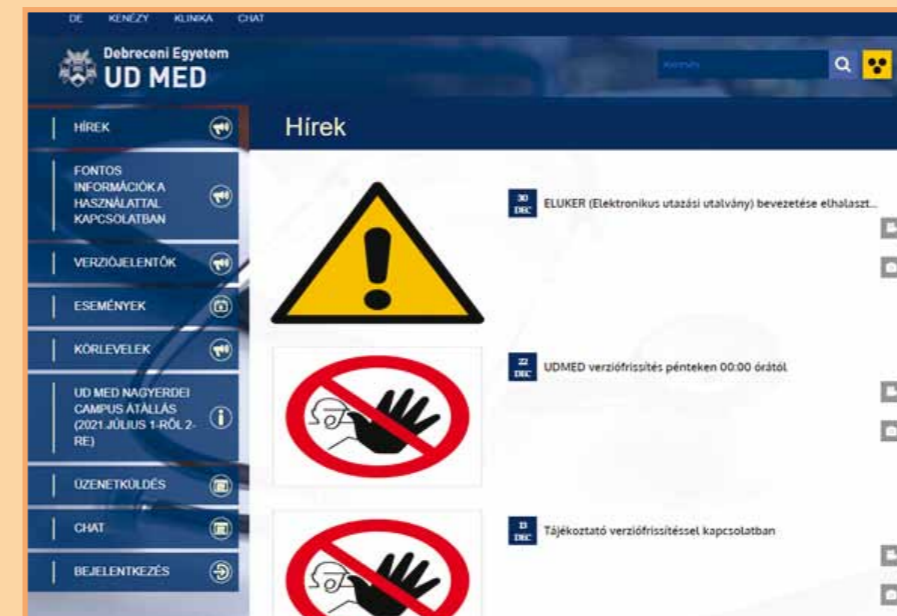 DE KENÉZY KLINIKA CHAT
Debreceni Egyetem
UD MED
Keresés
HÍREK
Hírek
FONTOS
INFORMÁCIÓK A
HASZNÁLATTAL
KAPCSOLATBAN
VERZIÓJELENTŐK
ESEMÉNYEK
KÖRLEVELEK
UD MED NAGYERDEI
CAMPUS ÁTÁLLÁS
(2021.JÚLIUS 1-RŐL 2-
RE)
ÜZENETKÜLDÉS
CHAT
BEJELENTKEZÉS
30
DEC
ELUKER (Elektronikus utazási utalvány) bevezetése elhalaszt...
22
DEC
UDMED verziófrissítés pénteken 00:00 órától
13
DEC
Tájékoztató verziófrissítéssel kapcsolatban